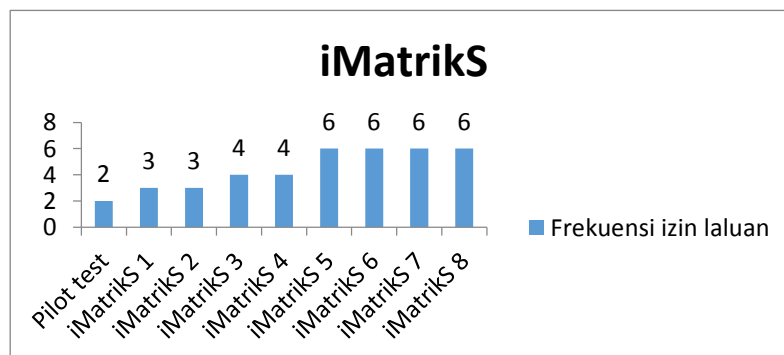 iMatrikS
8
6
4
2
0
2
3
3
4
4
6
6
6
6
Pilot test
iMatrikS 1
iMatrikS 2
iMatrikS 3
iMatrikS 4
iMatrikS 5
iMatrikS 6
iMatrikS 7
iMatrikS 8
Frekuensi izin laluan